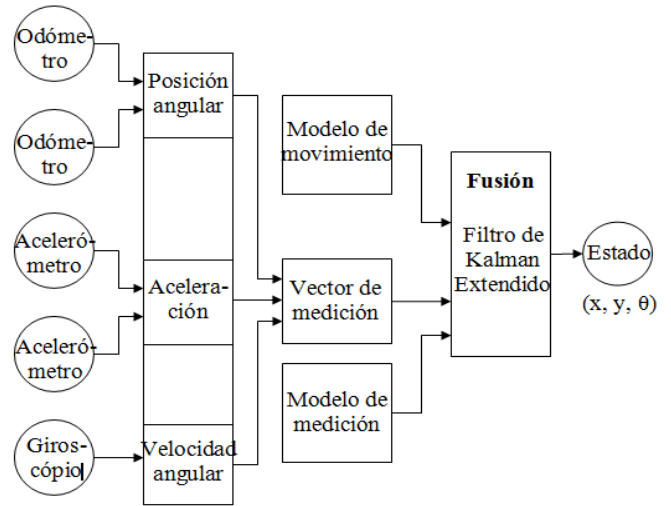 Odóme-
tro
Odóme-
tro
Aceleró-
metro
Aceleró-
metro
Giros-
cópio
Posición
angular
Acelera-
ción
Velocidad
angular
Modelo de
movimiento
Vector de
medición
Modelo de
medición
Fusión
Filtro de
Kalman
Extendido
Estado
(x, y, θ)